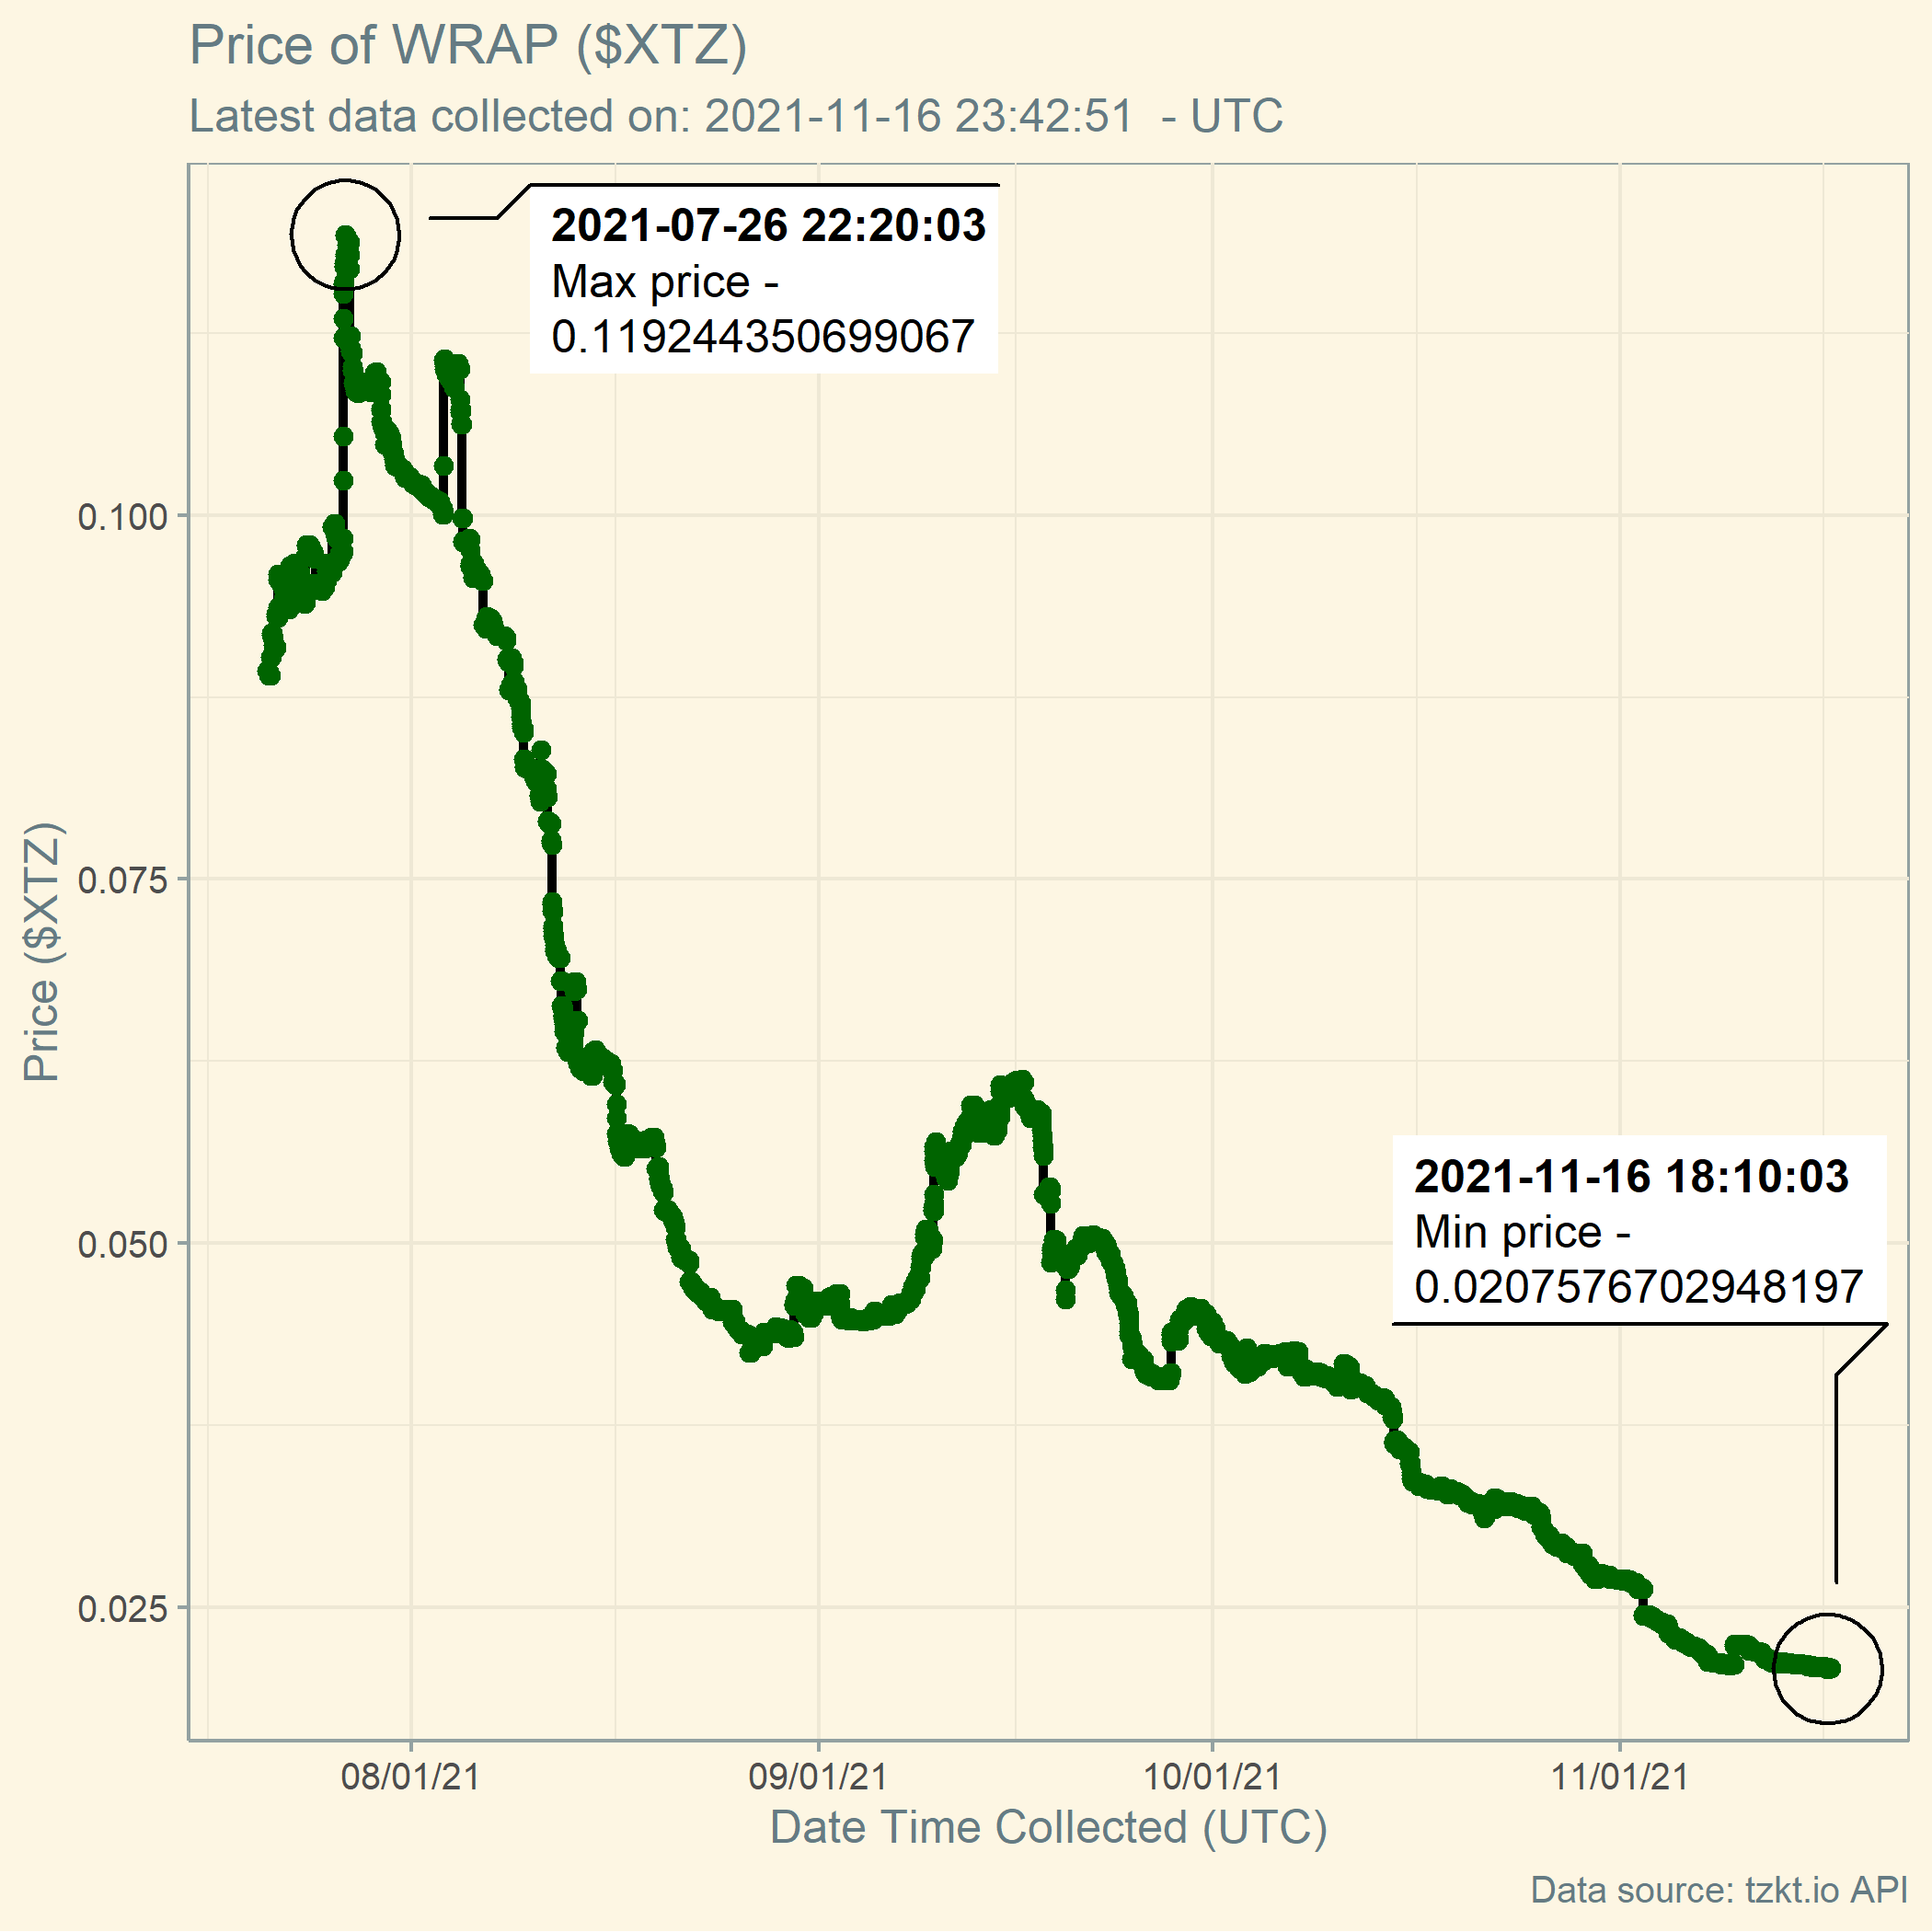 Price of WRAP ($XTZ)
Latest data collected on: 2021-11-16 23:42:51  - UTC
2021-07-26 22:20:03
Max price -
0.119244350699067
0.100
0.075
0.050
0.025
Price ($XTZ)
2021-11-16 18:10:03
Min price -
0.0207576702948197
08/01/21
09/01/21
10/01/21
11/01/21
Date Time Collected (UTC)
Data source: tzkt.io API